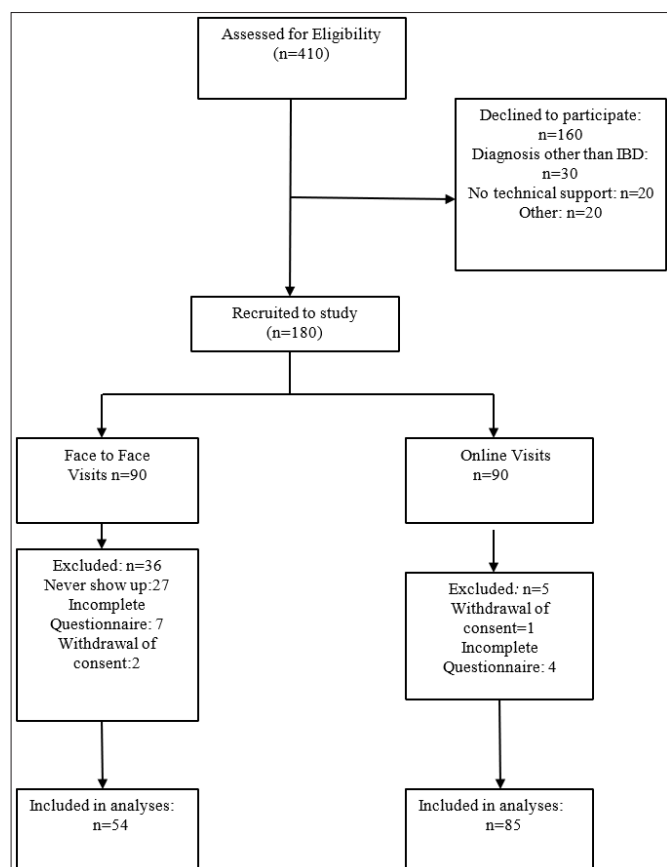 Assessed for Eligibility
(n=410)
Declined to participate:
n=160
Diagnosis other than IBD:
n=30
No technical support: n=20
Other: n=20
Recruited to study
(n=180)
Face to Face
Visits n=90
Online Visits
n=90
Excluded: n=36
Never show up:27
Incomplete
Questionnaire: 7
Withdrawal of
consent:2
Excluded: n=5
Withdrawal of
consent=1
Incomplete
Questionnaire: 4
Included in analyses:
n=54
Included in analyses:
n=85